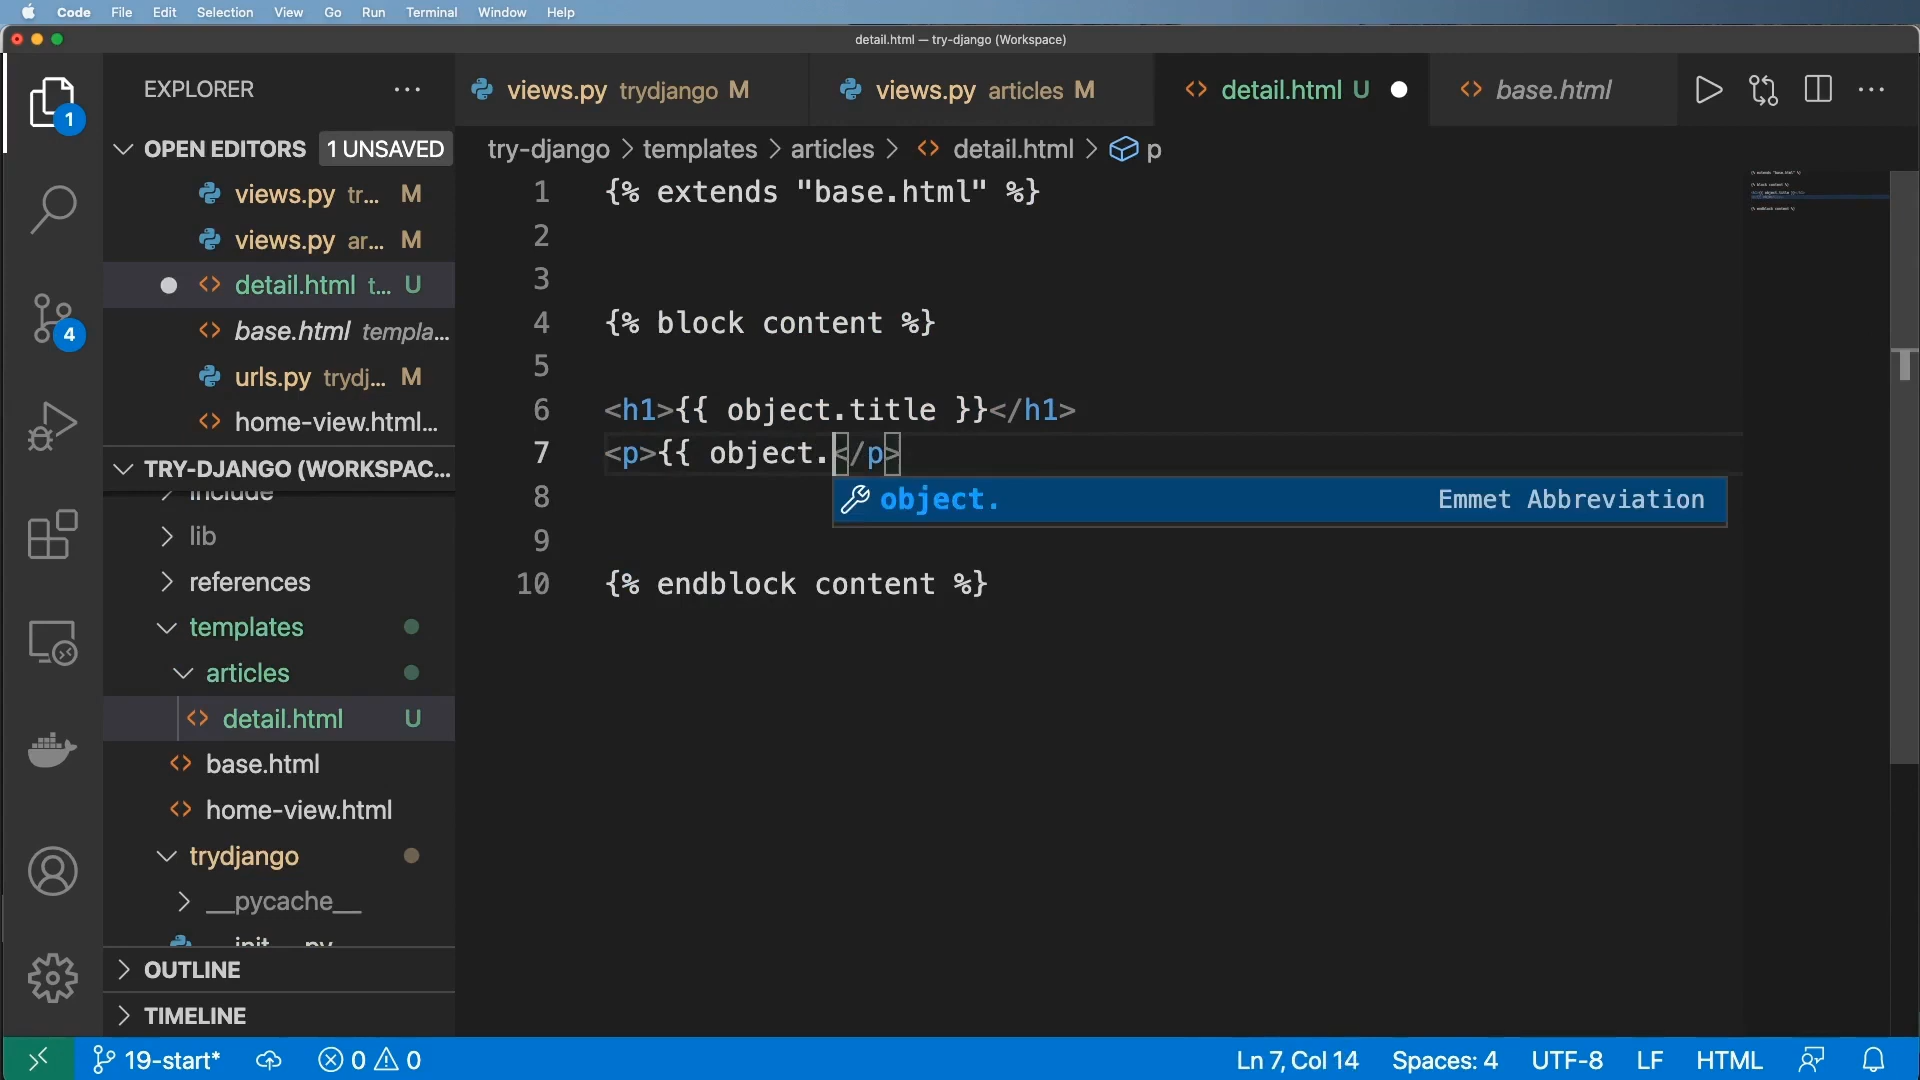 Code File Edit Selection View Go Run Terminal Window Help
detail.html — try-django (Workspace)
EXPLORER
views.py trydjango M
views.py articles M
detail.html U
base.html
1
OPEN EDITORS 1 UNSAVED
try-django > templates > articles > detail.html > p
views.py tr... M
views.py ar... M
detail.html t... U
base.html templa...
urls.py trydj... M
home-view.html...
4
TRY-DJANGO (WORKSPAC...
include
lib
references
templates
articles
detail.html U
base.html
home-view.html
trydjango
__pycache__
__init__.py
OUTLINE
TIMELINE
1 {% extends "base.html" %}
2
3
4 {% block content %}
5
6 <h1>{{ object.title }}</h1>
7 <p>{{ object.</p>
object. Emmet Abbreviation
8
9
10 {% endblock content %}
19-start* 0 0 Ln 7, Col 14 Spaces: 4 UTF-8 LF HTML